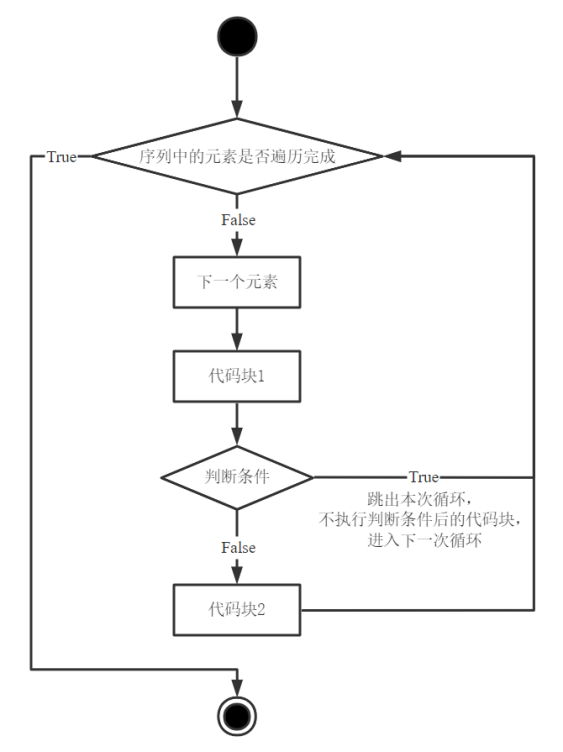 序列中的元素是否遍历完成
True
False
下一个元素
代码块1
判断条件
True
跳出本次循环，
不执行判断条件后的代码块，
进入下一次循环
False
代码块2